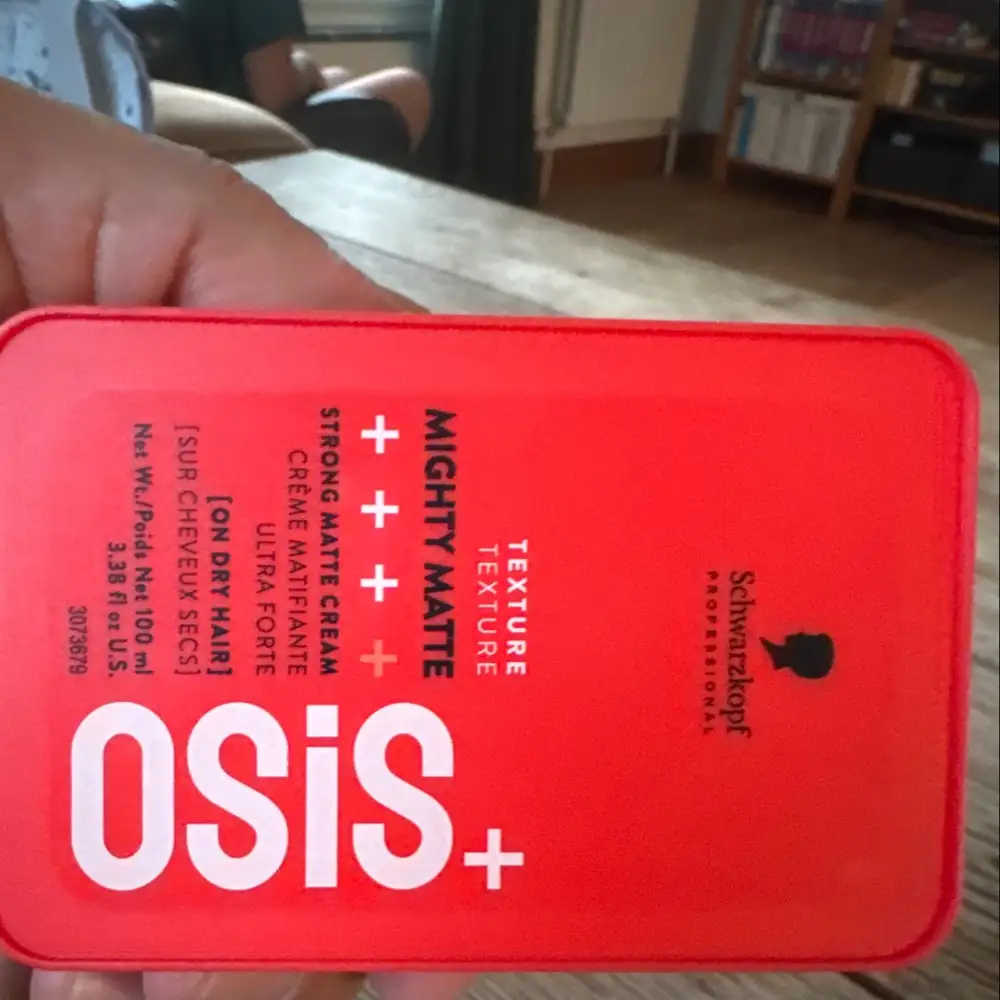 Schwarzkopf
PROFESSIONAL
TEXTURE
TEXTURE
MIGHTY MATTE
+ + + +
STRONG MATTE CREAM
CRÈME MATIFIANTE
ULTRA FORTE
[ON DRY HAIR]
[SUR CHEVEUX SECS]
Net Wt./Poids Net 100 ml
3.38 fl oz U.S.
3073679
OSiS+